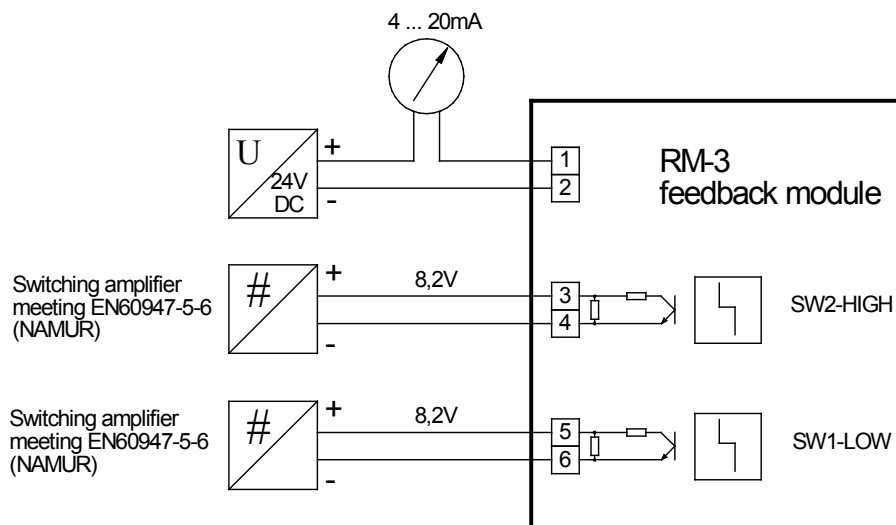 4 ... 20mA
U
24V
DC
+
-
1
2
RM-3
feedback module
Switching amplifier
meeting EN60947-5-6
(NAMUR)
#
+
-
8,2V
3
4
SW2-HIGH
Switching amplifier
meeting EN60947-5-6
(NAMUR)
#
+
-
8,2V
5
6
SW1-LOW